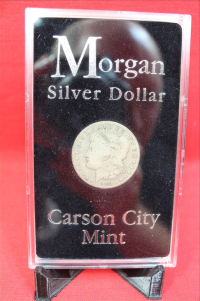 Morgan
Silver Dollar
Carson City
Mint